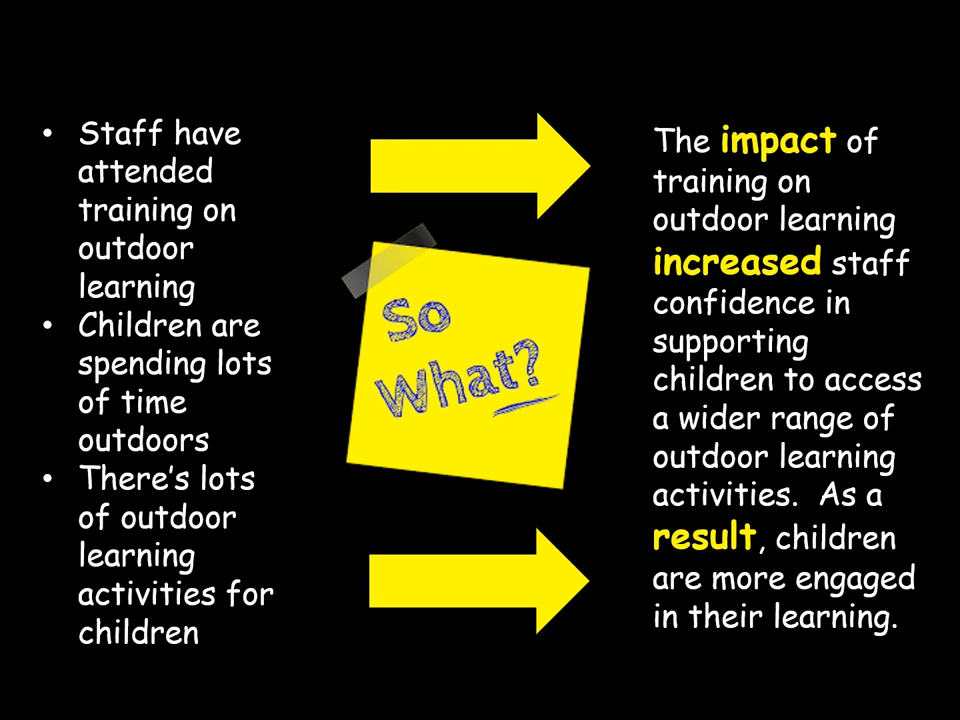 • Staff have
attended
training on
outdoor
learning
• Children are
spending lots
of time
outdoors
• There’s lots
of outdoor
learning
activities for
children
So
What?
The impact of
training on
outdoor learning
increased staff
confidence in
supporting
children to access
a wider range of
outdoor learning
activities. As a
result, children
are more engaged
in their learning.